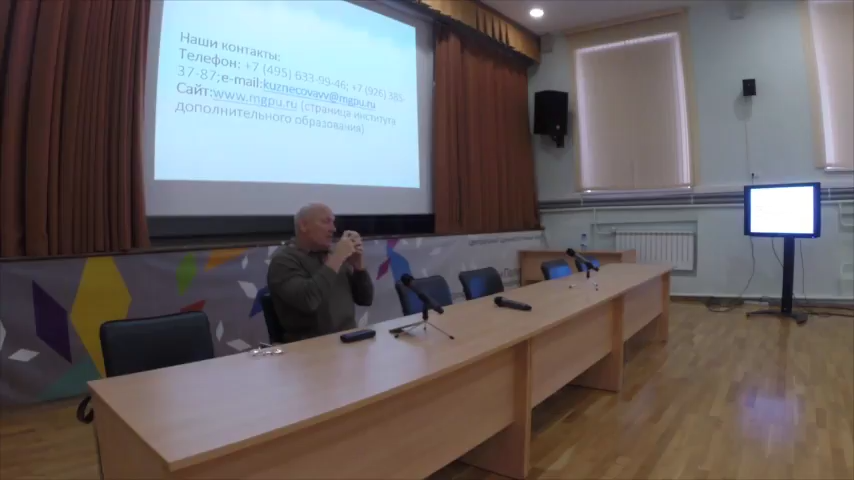 Наши контакты:
Телефон: +7 (495) 633-99-46; +7 (926) 385-
37-87;e-mail:kuznecovavv@mgpu.ru
Сайт:www.mgpu.ru (страница института
дополнительного образования)